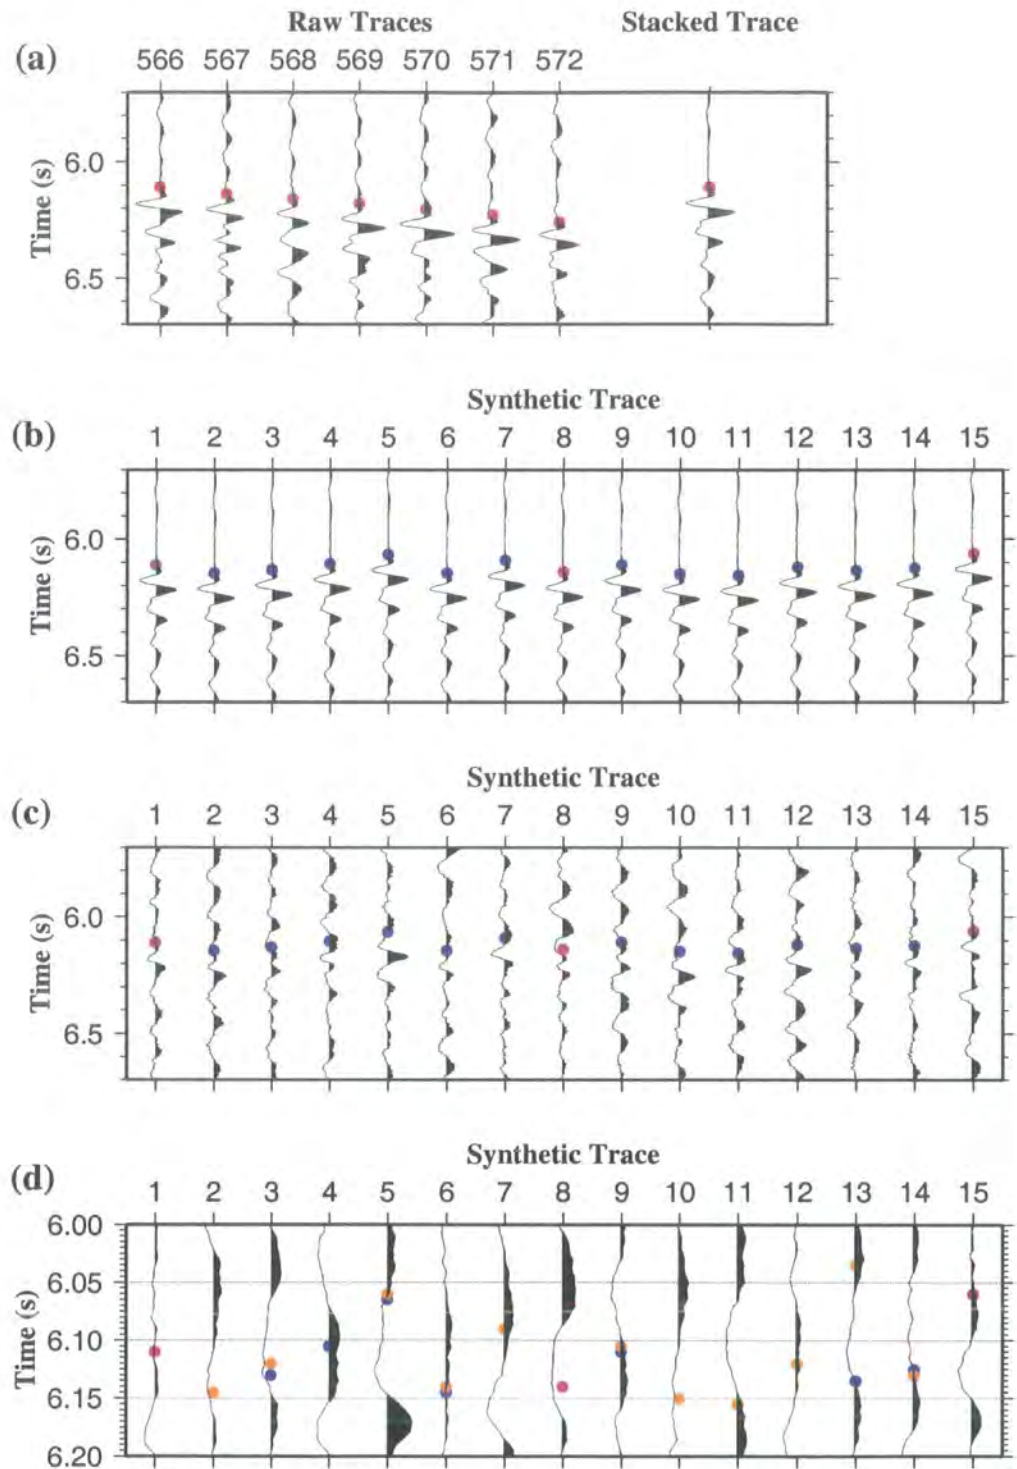 Raw Traces Stacked Trace
(a) 566 567 568 569 570 571 572
6.0
Time (s)
6.5
Synthetic Trace
(b) 1 2 3 4 5 6 7 8 9 10 11 12 13 14 15
6.0
Time (s)
6.5
Synthetic Trace
(c) 1 2 3 4 5 6 7 8 9 10 11 12 13 14 15
6.0
Time (s)
6.5
Synthetic Trace
(d) 1 2 3 4 5 6 7 8 9 10 11 12 13 14 15
6.00
6.05
Time (s)
6.10
6.15
6.20